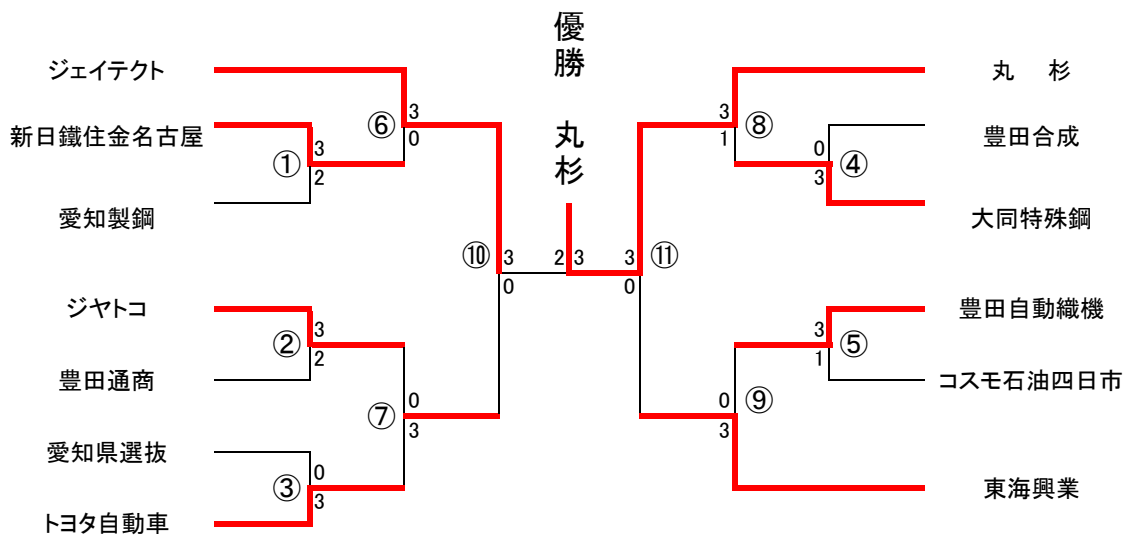 優勝 丸杉
ジェイテクト
新日鐵住金名古屋
愛知製鋼
ジヤトコ
豊田通商
愛知県選抜
トヨタ自動車
① 3 2
② 3 2
③ 0 3
⑥ 3 0
⑦ 0 3
⑩ 3 0
2 3
⑪ 3 0
⑧ 3 1
⑨ 0 3
④ 0 3
⑤ 3 1
丸 杉
豊田合成
大同特殊鋼
豊田自動織機
コスモ石油四日市
東海興業